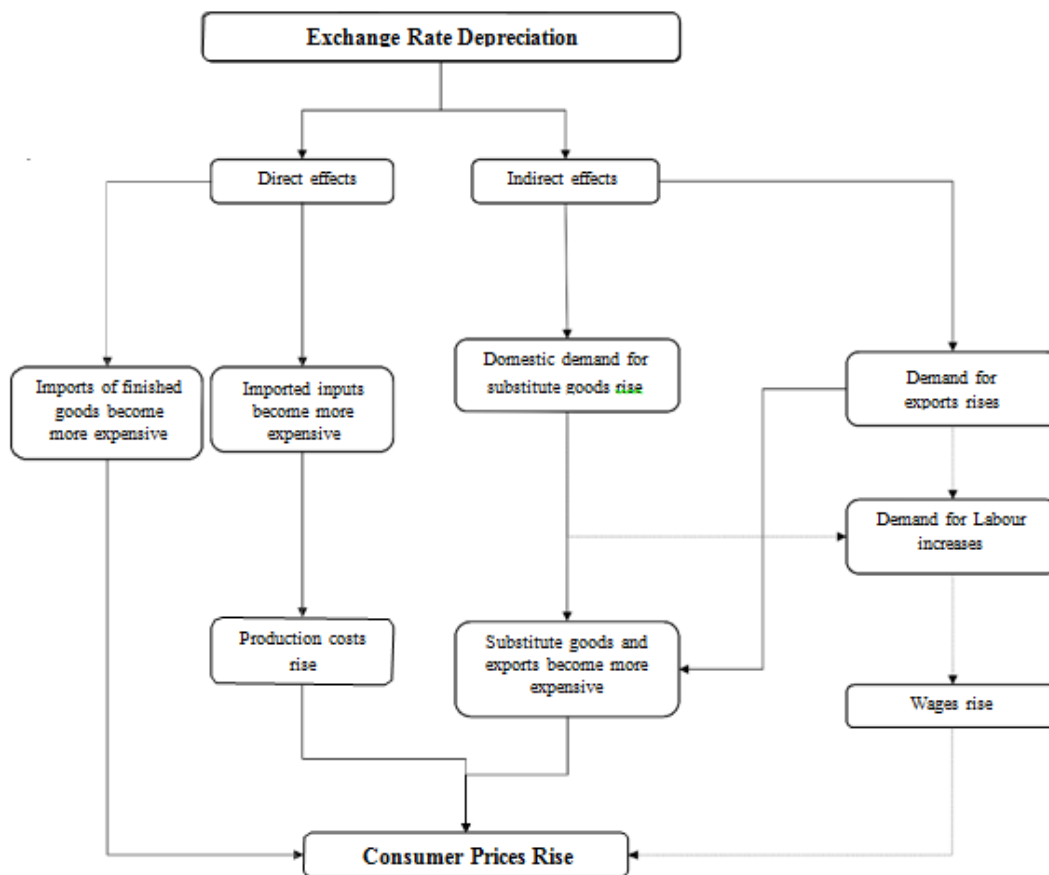 Exchange Rate Depreciation
Direct effects
Indirect effects
Imports of finished
goods become
more expensive
Imported inputs
become more
expensive
Domestic demand for
substitute goods rise
Demand for
exports rises
Demand for Labour
increases
Production costs
rise
Substitute goods and
exports become more
expensive
Wages rise
Consumer Prices Rise